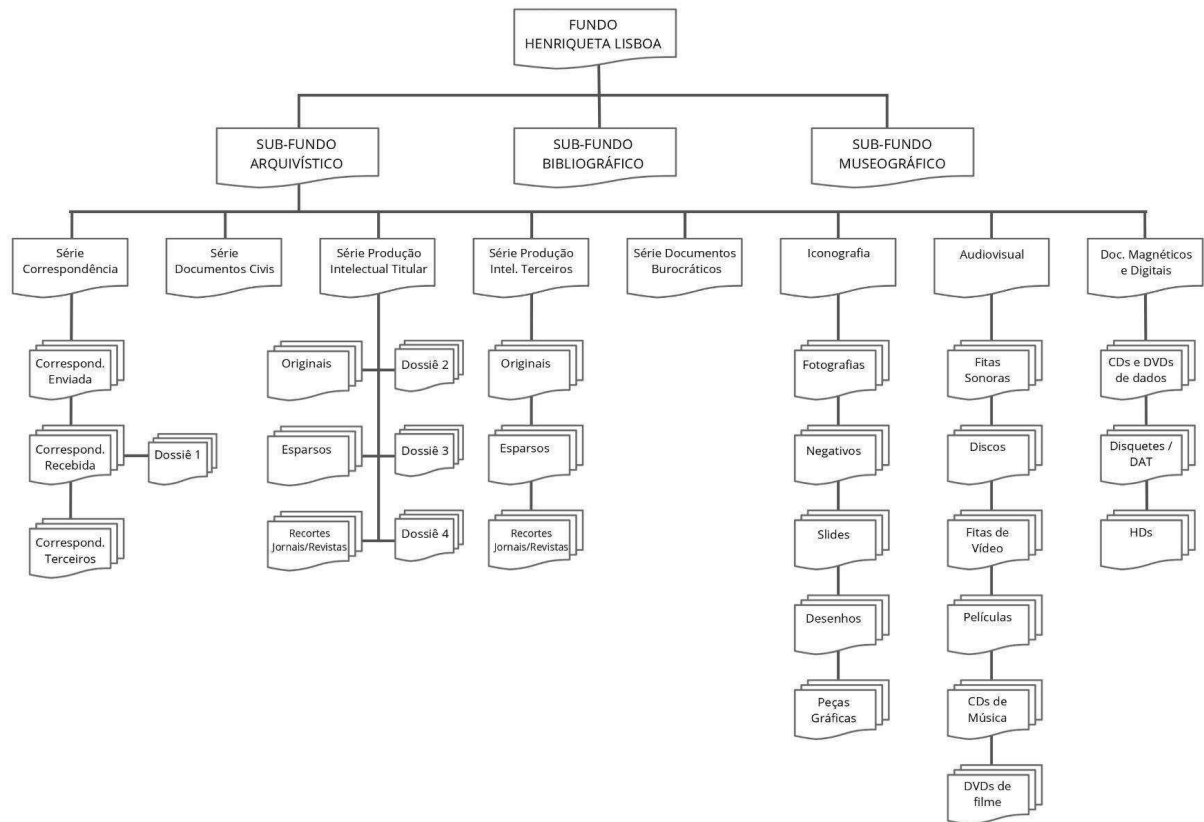 FUNDO
HENRIQUETA LISBOA
SUB-FUNDO
ARQUIVÍSTICO
SUB-FUNDO
BIBLIOGRÁFICO
SUB-FUNDO
MUSEOGRÁFICO
Série
Correspondência
Série
Documentos Civis
Série Produção
Intelectual Titular
Série Produção
Intel. Terceiros
Série Documentos
Burocráticos
Iconografia
Audiovisual
Doc. Magnéticos
e Digitais
Correspond.
Enviada
Correspond.
Recebida
Dossiê 1
Correspond.
Terceiros
Originais
Dossiê 2
Esparsos
Dossiê 3
Recortes
Jornais/Revistas
Dossiê 4
Originais
Esparsos
Recortes
Jornais/Revistas
Fotografias
Negativos
Slides
Desenhos
Peças
Gráficas
Fitas
Sonoras
Discos
Fitas de
Vídeo
Películas
CDs de
Música
DVDs de
filme
CDs e DVDs
de dados
Disquetes /
DAT
HDs